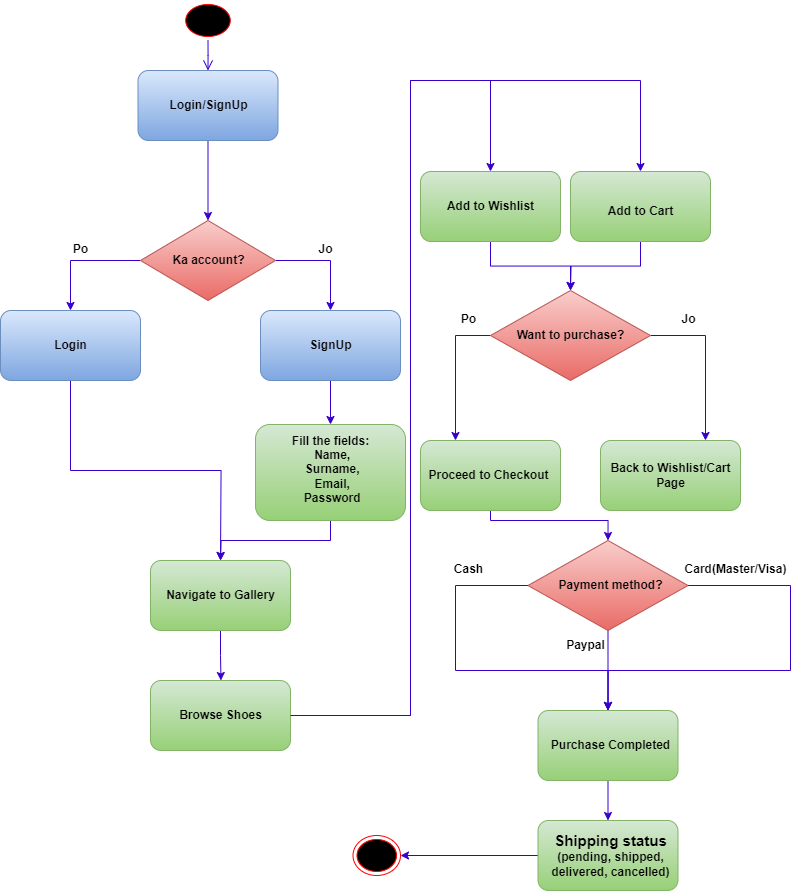 Login/SignUp
Ka account?
Po
Jo
Login
SignUp
Fill the fields:
Name,
Surname,
Email,
Password
Navigate to Gallery
Browse Shoes
Add to Wishlist
Add to Cart
Want to purchase?
Po
Jo
Proceed to Checkout
Back to Wishlist/Cart
Page
Payment method?
Cash
Card(Master/Visa)
Paypal
Purchase Completed
Shipping status
(pending, shipped,
delivered, cancelled)